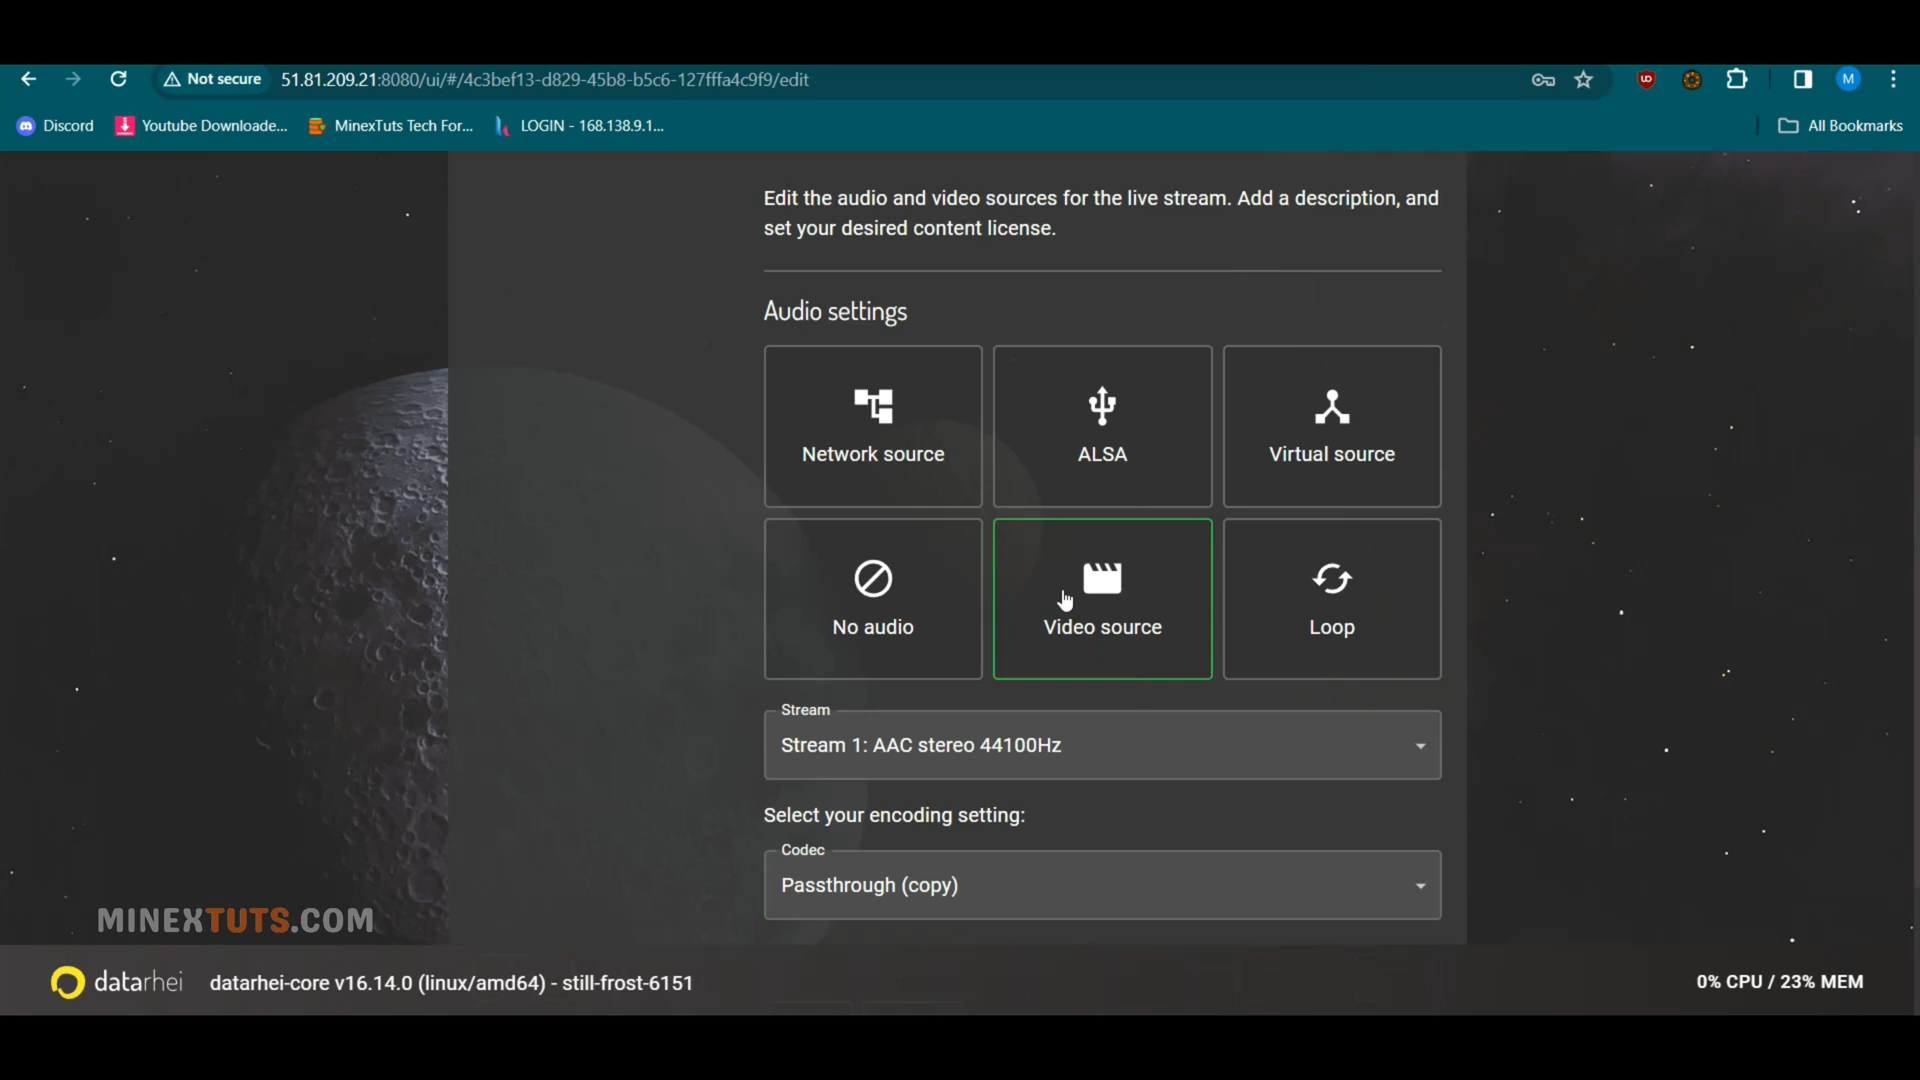 Not secure 51.81.209.21:8080/ui/#/4c3bef13-d829-45b8-b5c6-127fffa4c9f9/edit
UD
M
Discord Youtube Downloade... MinexTuts Tech For... LOGIN - 168.138.9.1... All Bookmarks
Edit the audio and video sources for the live stream. Add a description, and
set your desired content license.
Audio settings
Network source ALSA Virtual source
No audio Video source Loop
Stream
Stream 1: AAC stereo 44100Hz
Select your encoding setting:
Codec
Passthrough (copy)
MINEXTUTS.COM
datarhei datarhei-core v16.14.0 (linux/amd64) - still-frost-6151 0% CPU / 23% MEM